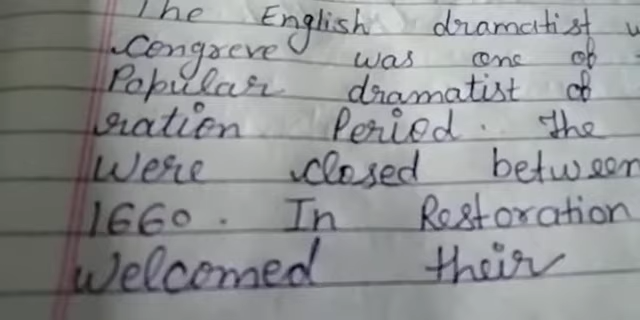 The English dramatist
Congreve was one of
Popular dramatist of
ration Period. The
were closed between
1660. In Restoration
welcomed their